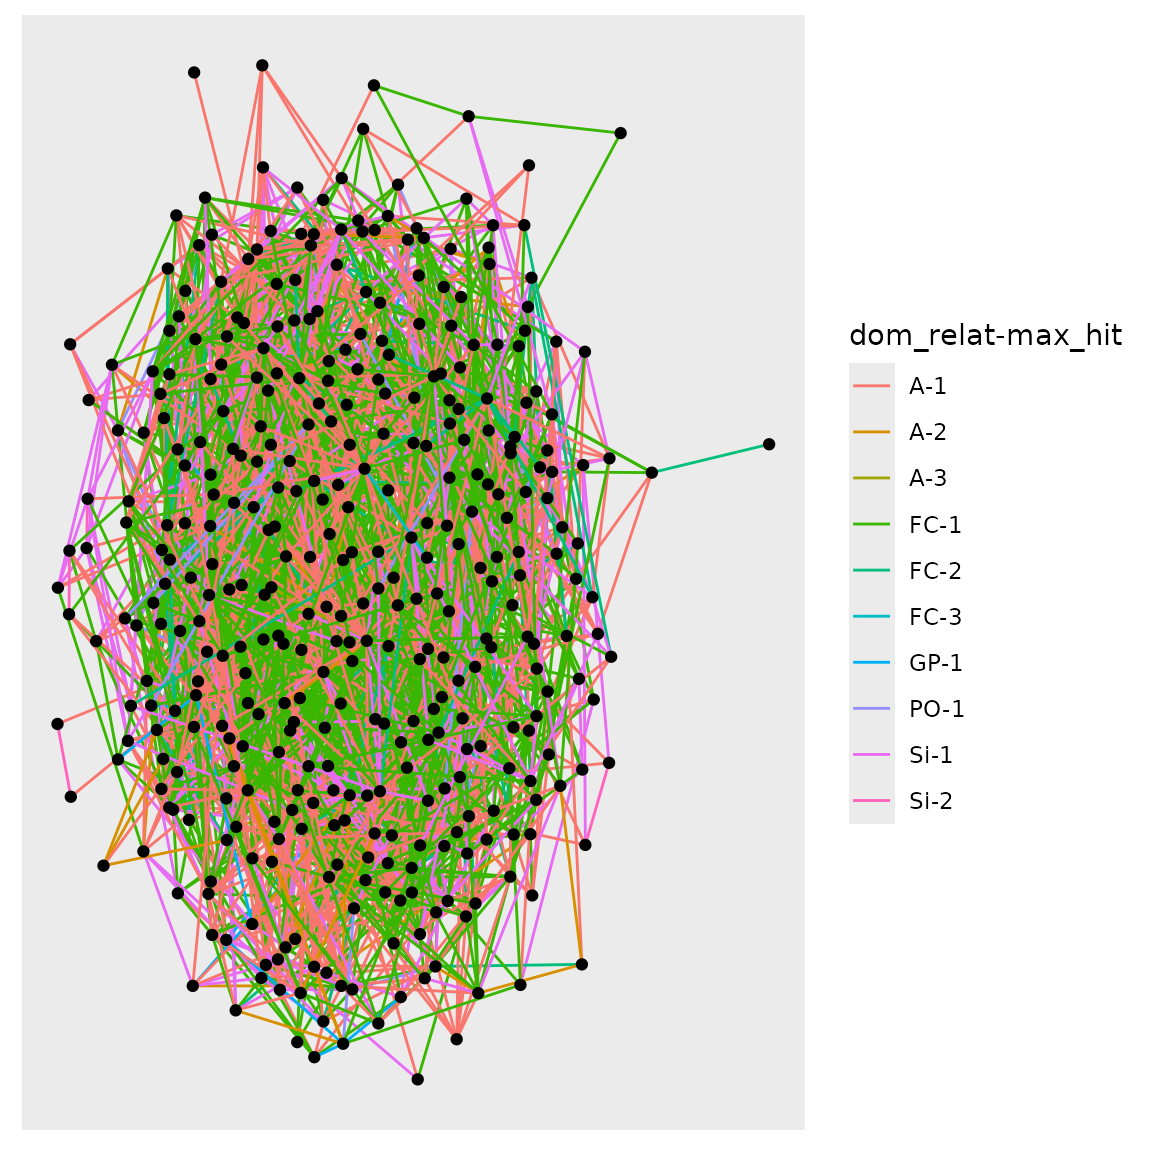 dom_relat-max_hit
A-1
A-2
A-3
FC-1
FC-2
FC-3
GP-1
PO-1
Si-1
Si-2